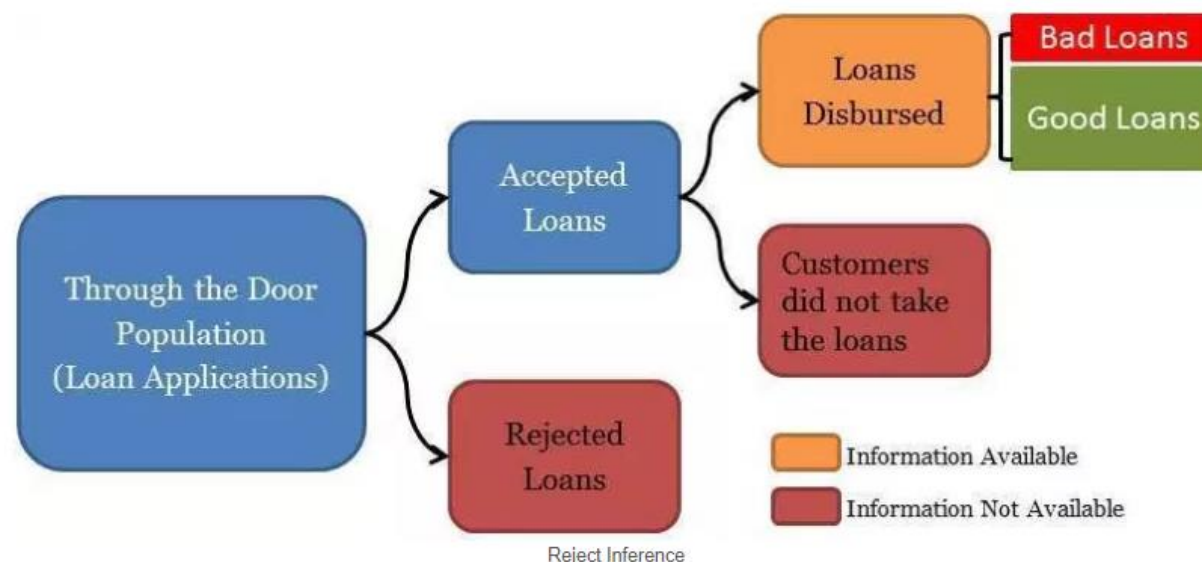 Through the Door
Population
(Loan Applications)
Accepted
Loans
Rejected
Loans
Loans
Disbursed
Customers
did not take
the loans
Bad Loans
Good Loans
Information Available
Information Not Available
Reject Inference